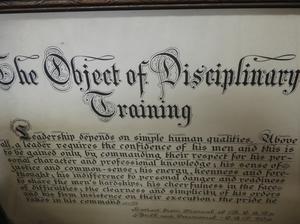 The Object of Disciplinary
Training
Leadership depends on simple human qualities. Above
all a leader requires the confidence of his men and this is
to be gained only by commanding their respect for his per-
sonal character and professional knowledge; his sense of
justice and common-sense; his energy, keenness and fore-
thought; his indifference to personal danger and readiness
to share the men's hardships; his cheerfulness in the face
of difficulties; the clearness and simplicity of his orders
and his firm insistence on their execution; the pride he
takes in his command